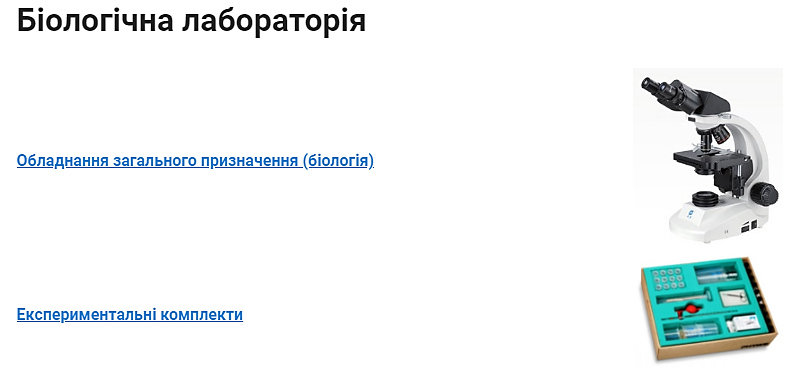 Біологічна лабораторія
Обладнання загального призначення (біологія)
Експериментальні комплекти